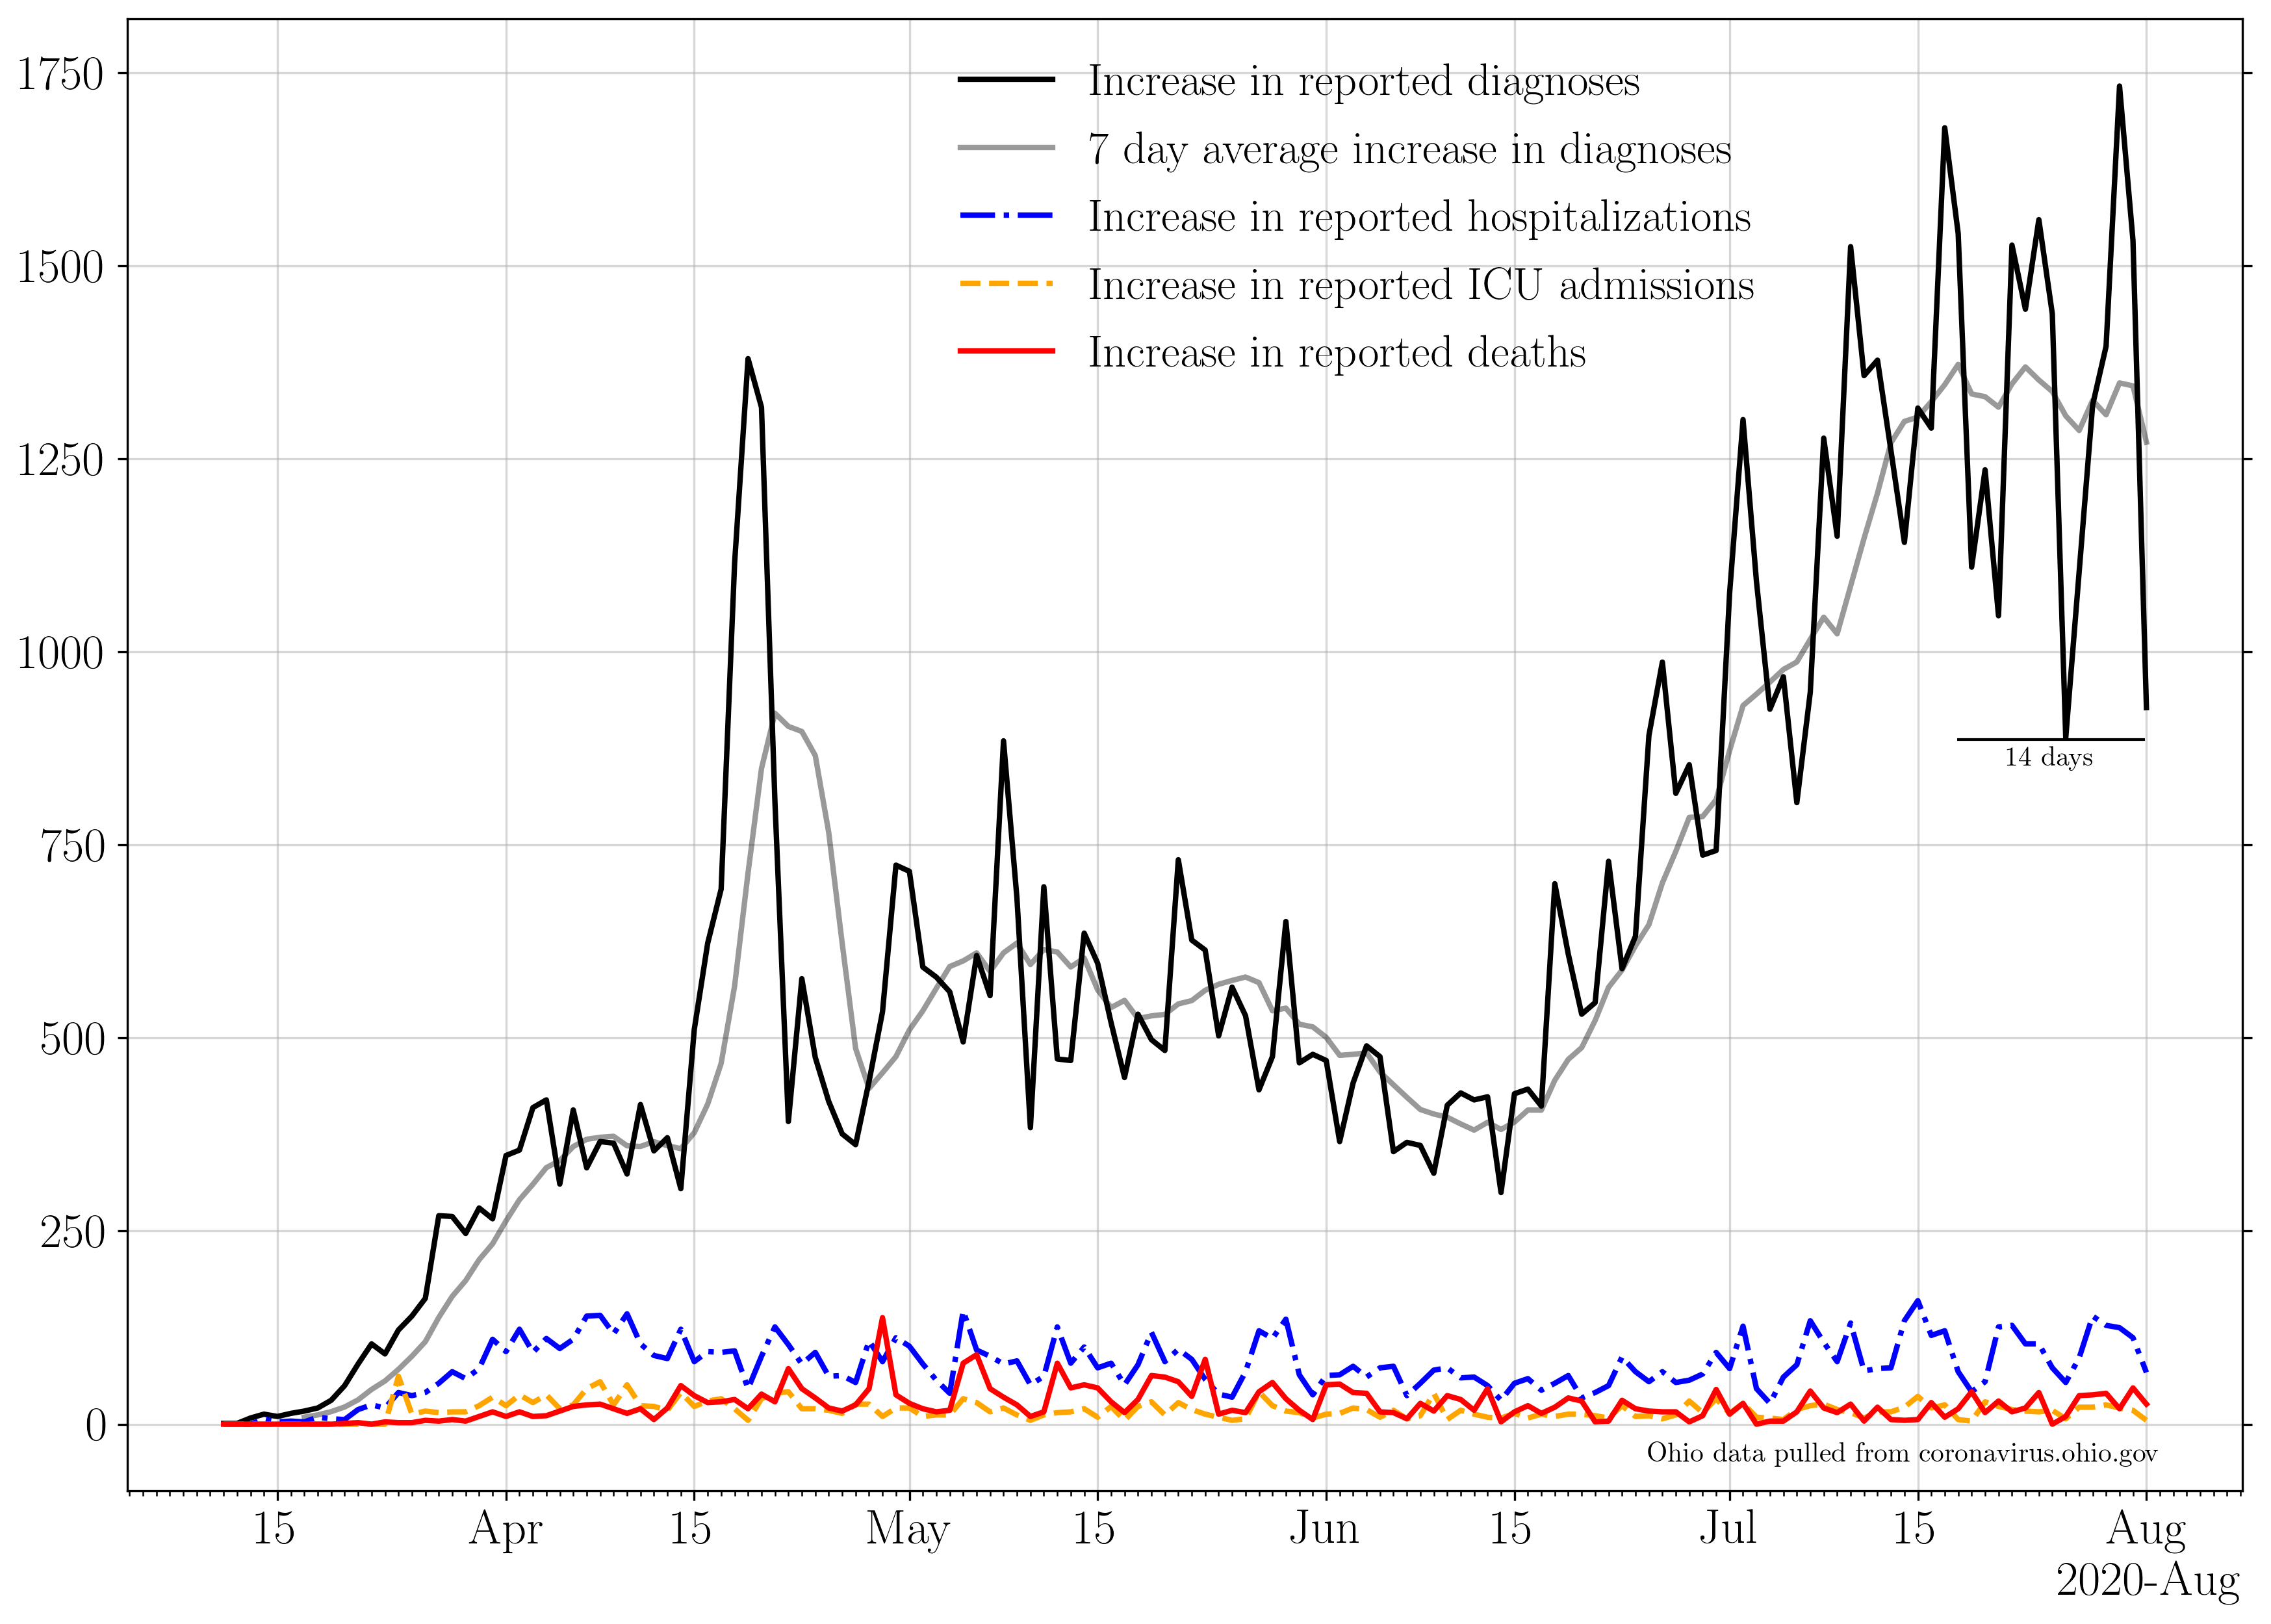 1750
1500
1250
1000
750
500
250
0
Increase in reported diagnoses
7 day average increase in diagnoses
Increase in reported hospitalizations
Increase in reported ICU admissions
Increase in reported deaths
14 days
Ohio data pulled from coronavirus.ohio.gov
15 Apr 15 May 15 Jun 15 Jul 15 Aug
2020-Aug